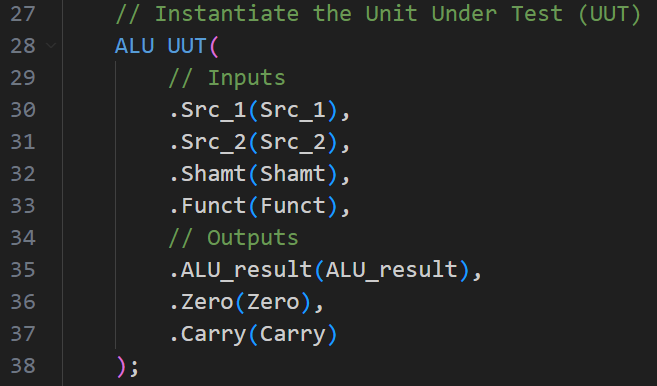 27 // Instantiate the Unit Under Test (UUT)
28 ALU UUT(
29 // Inputs
30 .Src_1(Src_1),
31 .Src_2(Src_2),
32 .Shamt(Shamt),
33 .Funct(Funct),
34 // Outputs
35 .ALU_result(ALU_result),
36 .Zero(Zero),
37 .Carry(Carry)
38 );